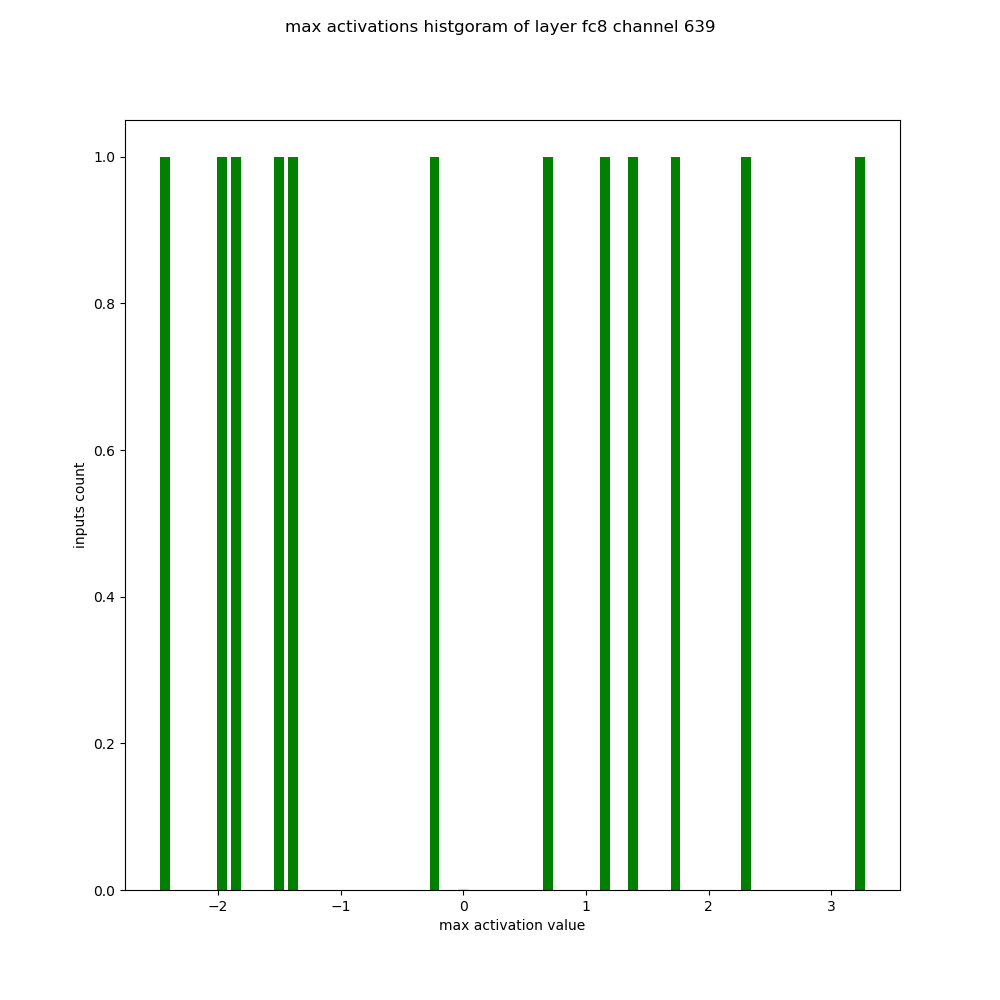 max activations histgoram of layer fc8 channel 639
1.0
0.8
0.6
0.4
0.2
0.0
inputs count
−2 −1 0 1 2 3
max activation value